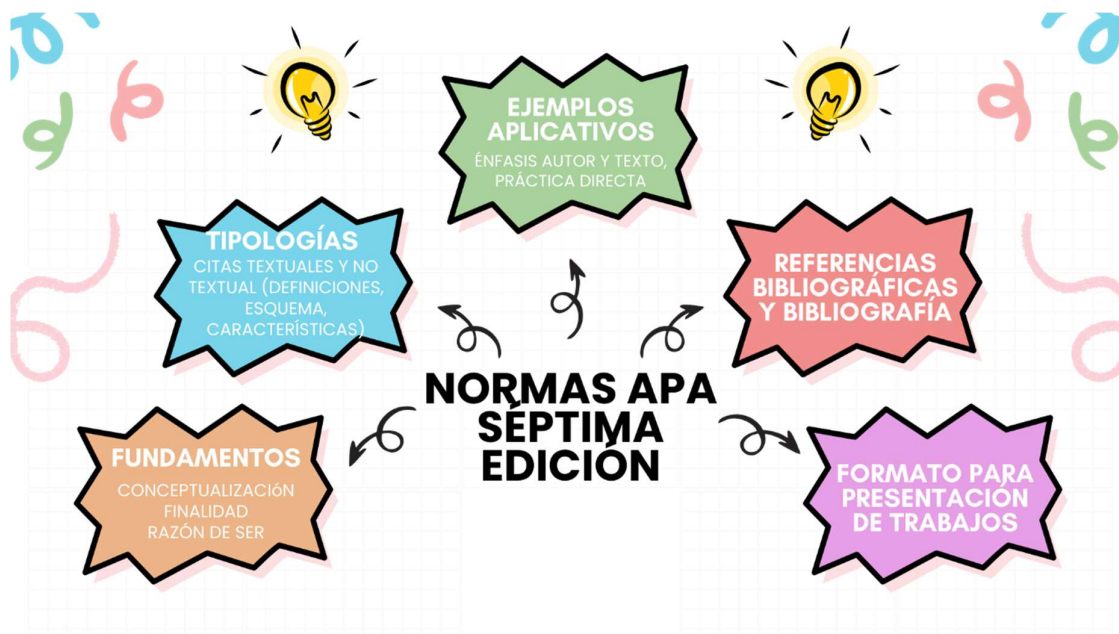 EJEMPLOS
APLICATIVOS
ÉNFASIS AUTOR Y TEXTO,
PRÁCTICA DIRECTA
TIPOLOGÍAS
CITAS TEXTUALES Y NO
TEXTUAL (DEFINICIONES,
ESQUEMA,
CARACTERÍSTÍCAS)
REFERENCIAS
BIBLIOGRÁFICAS
Y BIBLIOGRAFÍA
NORMAS APA
SÉPTIMA
EDICIÓN
FUNDAMENTOS
CONCEPTUALIZACIóN
FINALIDAD
RAZÓN DE SER
FORMATO PARA
PRESENTACIÓN
DE TRABAJOS